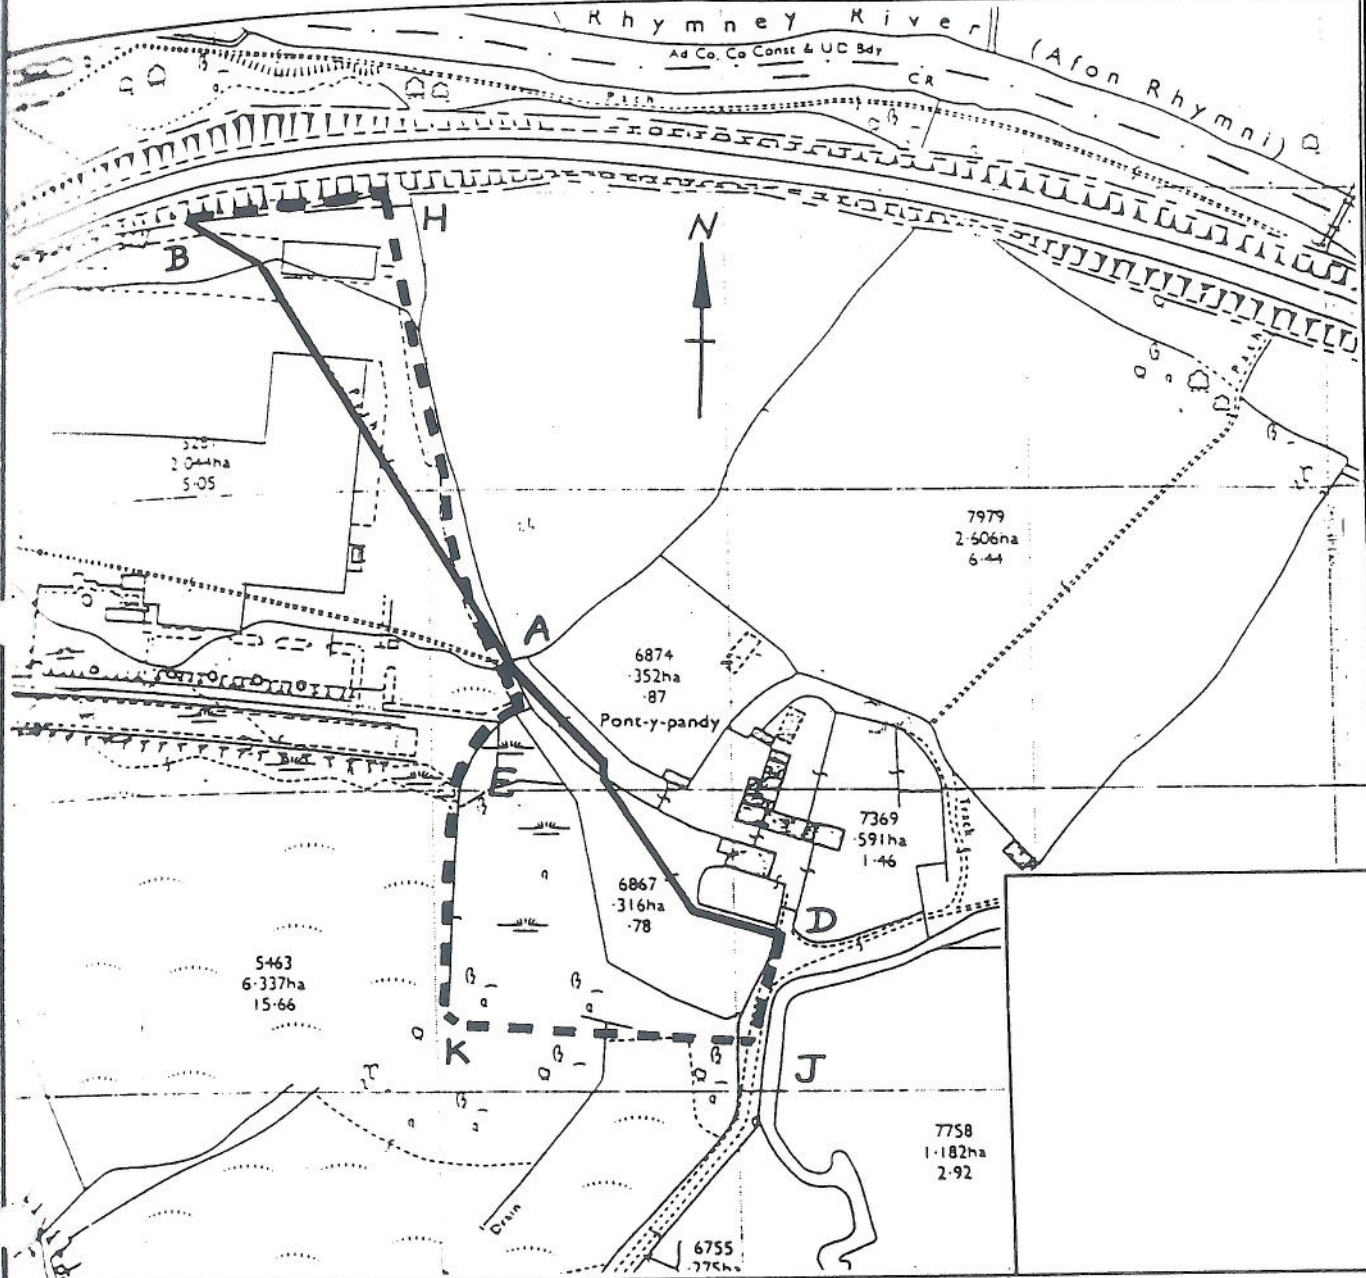 Rhymney River
(Afon Rhymni)
Ad Co, Co Const & UD Bdy
CR
Path
H
B
N
Path
2·044ha
5·05
7979
2·606ha
6·44
A
6874
·352ha
·87
Pont-y-pandy
E
7369
·591ha
1·46
Track
6867
·316ha
·78
D
5463
6·337ha
15·66
K
J
7758
1·182ha
2·92
Drain
6755